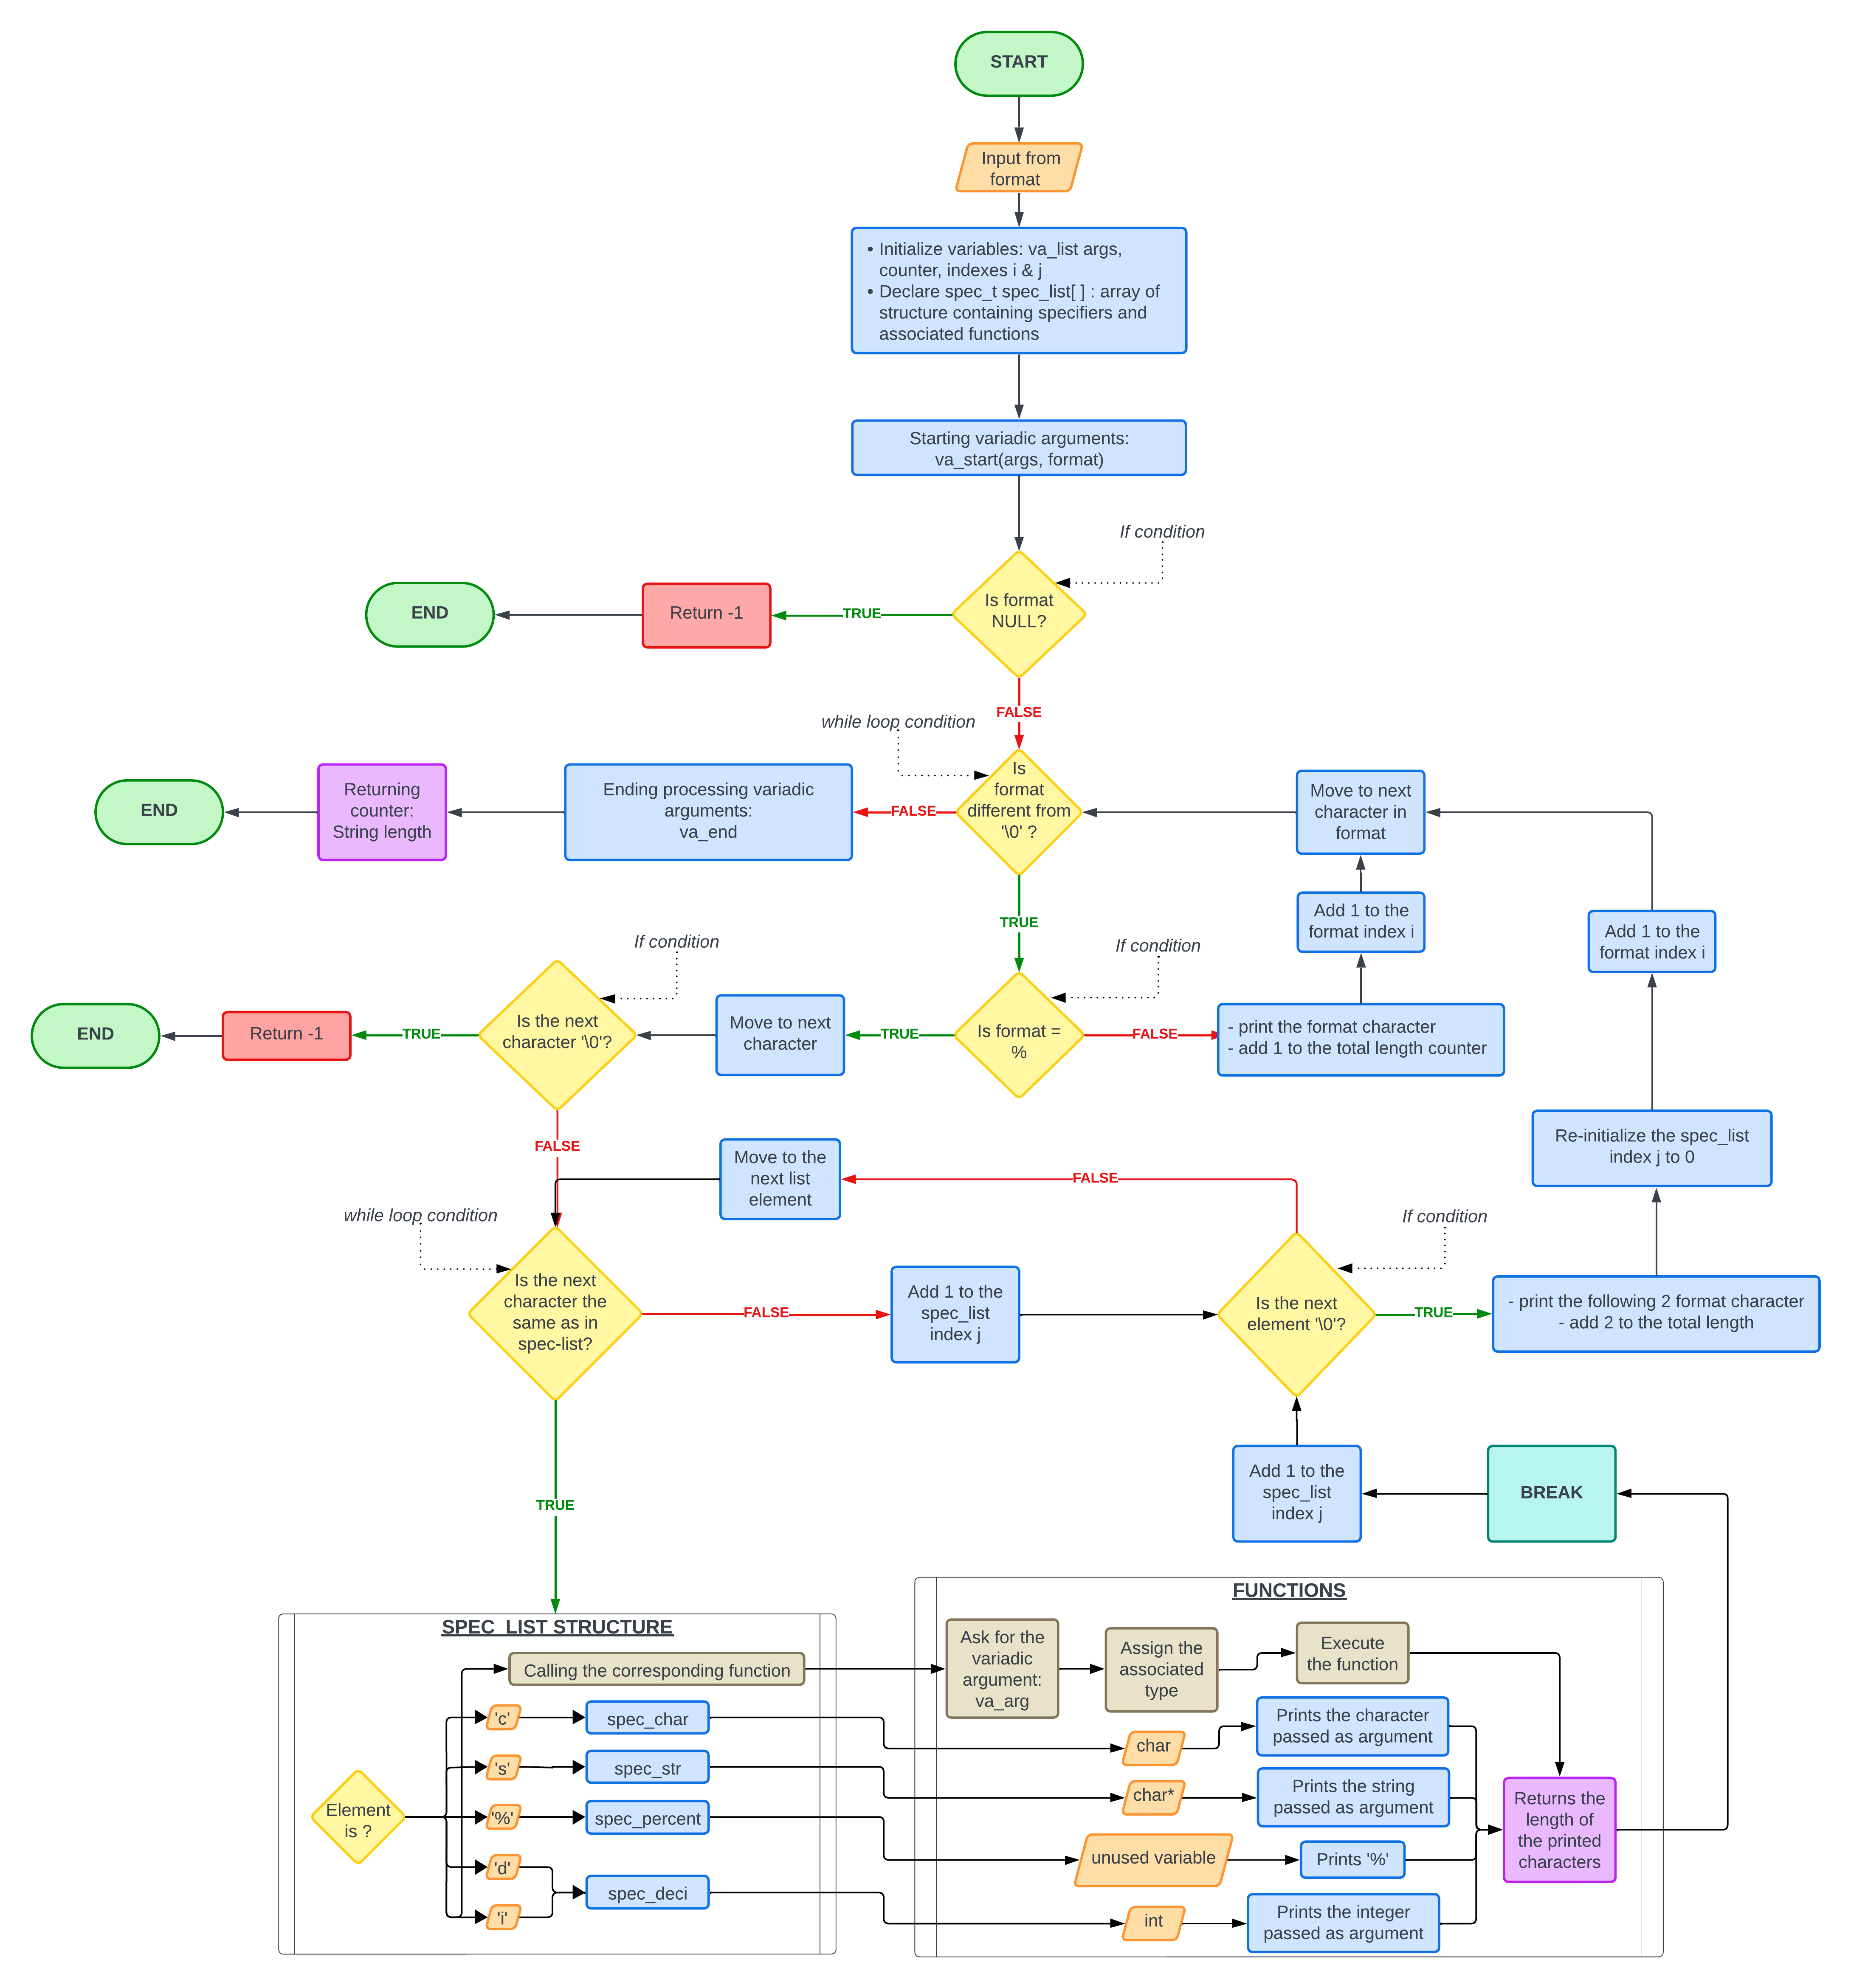 START
Input from
format
• Initialize variables: va_list args,
counter, indexes i & j
• Declare spec_t spec_list[ ] : array of
structure containing specifiers and
associated functions
Starting variadic arguments:
va_start(args, format)
If condition
END
Return -1
TRUE
Is format
NULL?
FALSE
while loop condition
END
Returning
counter:
String length
Ending processing variadic
arguments:
va_end
FALSE
Is
format
different from
'\0' ?
Move to next
character in
format
TRUE
Add 1 to the
format index i
Add 1 to the
format index i
If condition
If condition
END
Return -1
TRUE
Is the next
character '\0'?
Move to next
character
TRUE
Is format =
%
FALSE
- print the format character
- add 1 to the total length counter
FALSE
Move to the
next list
element
FALSE
Re-initialize the spec_list
index j to 0
while loop condition
If condition
Is the next
character the
same as in
spec-list?
FALSE
Add 1 to the
spec_list
index j
Is the next
element '\0'?
TRUE
- print the following 2 format character
- add 2 to the total length
TRUE
Add 1 to the
spec_list
index j
BREAK
SPEC_LIST STRUCTURE
Calling the corresponding function
Element
is ?
'c'
spec_char
's'
spec_str
'%'
spec_percent
'd'
'i'
spec_deci
FUNCTIONS
Ask for the
variadic
argument:
va_arg
Assign the
associated
type
Execute
the function
char
Prints the character
passed as argument
char*
Prints the string
passed as argument
unused variable
Prints '%'
int
Prints the integer
passed as argument
Returns the
length of
the printed
characters